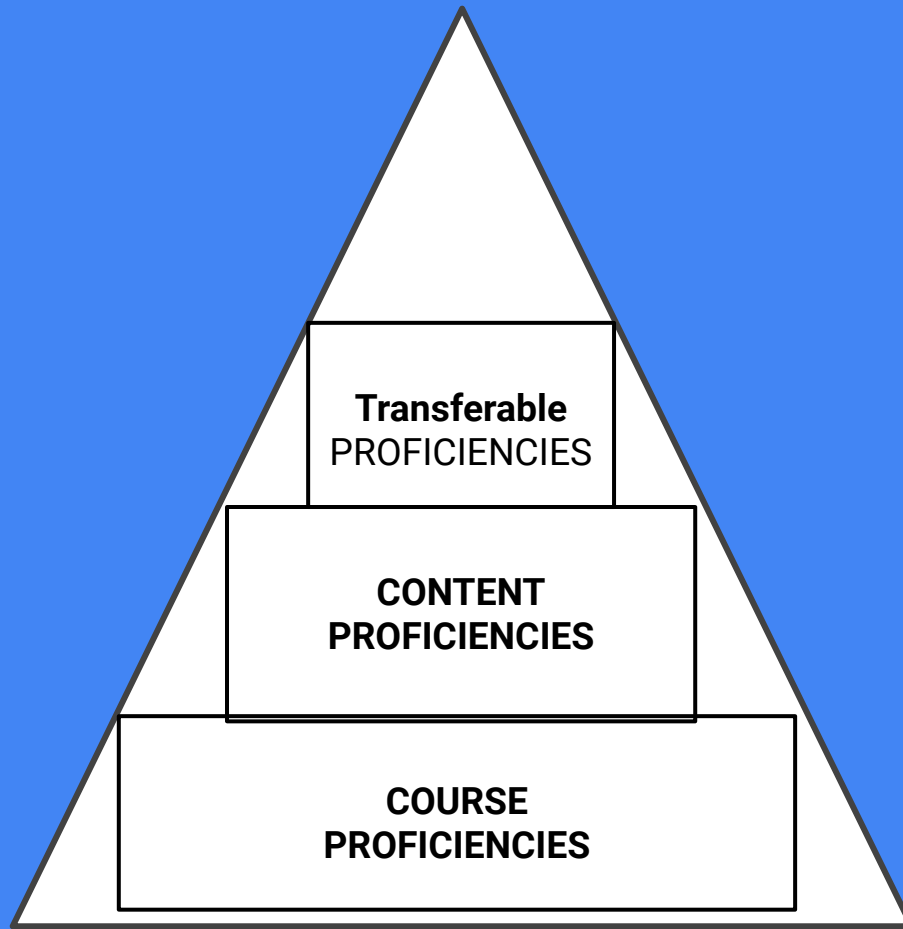 Transferable
PROFICIENCIES
CONTENT
PROFICIENCIES
COURSE
PROFICIENCIES